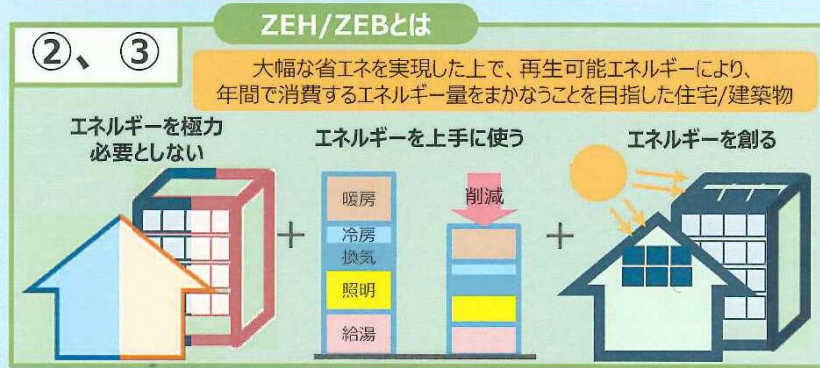 ZEH/ZEBとは
②、③
大幅な省エネを実現した上で、再生可能エネルギーにより、
年間で消費するエネルギー量をまかなうことを目指した住宅/建築物
エネルギーを極力
必要としない
エネルギーを上手に使う
エネルギーを創る
暖房
冷房
換気
照明
給湯
削減